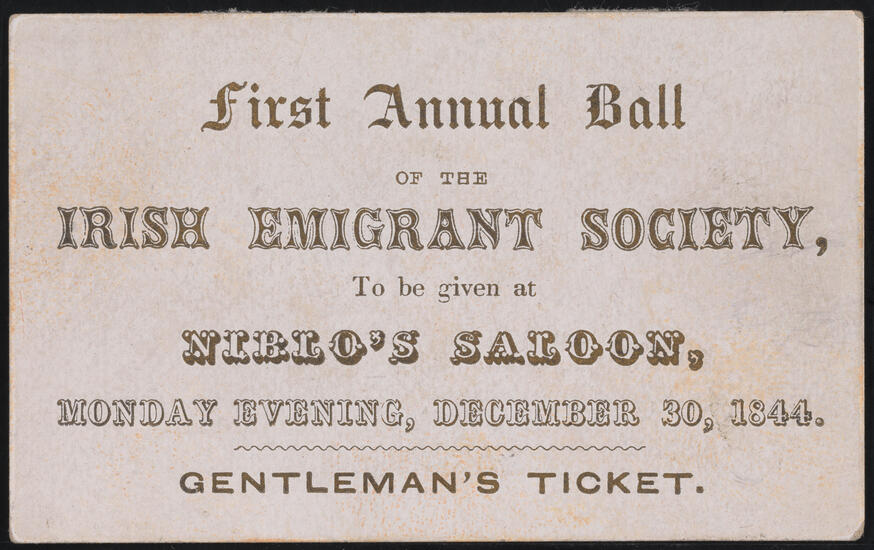 First Annual Ball
OF THE
IRISH EMIGRANT SOCIETY,
To be given at
NIBLO'S SALOON,
MONDAY EVENING, DECEMBER 30, 1844.
GENTLEMAN'S TICKET.